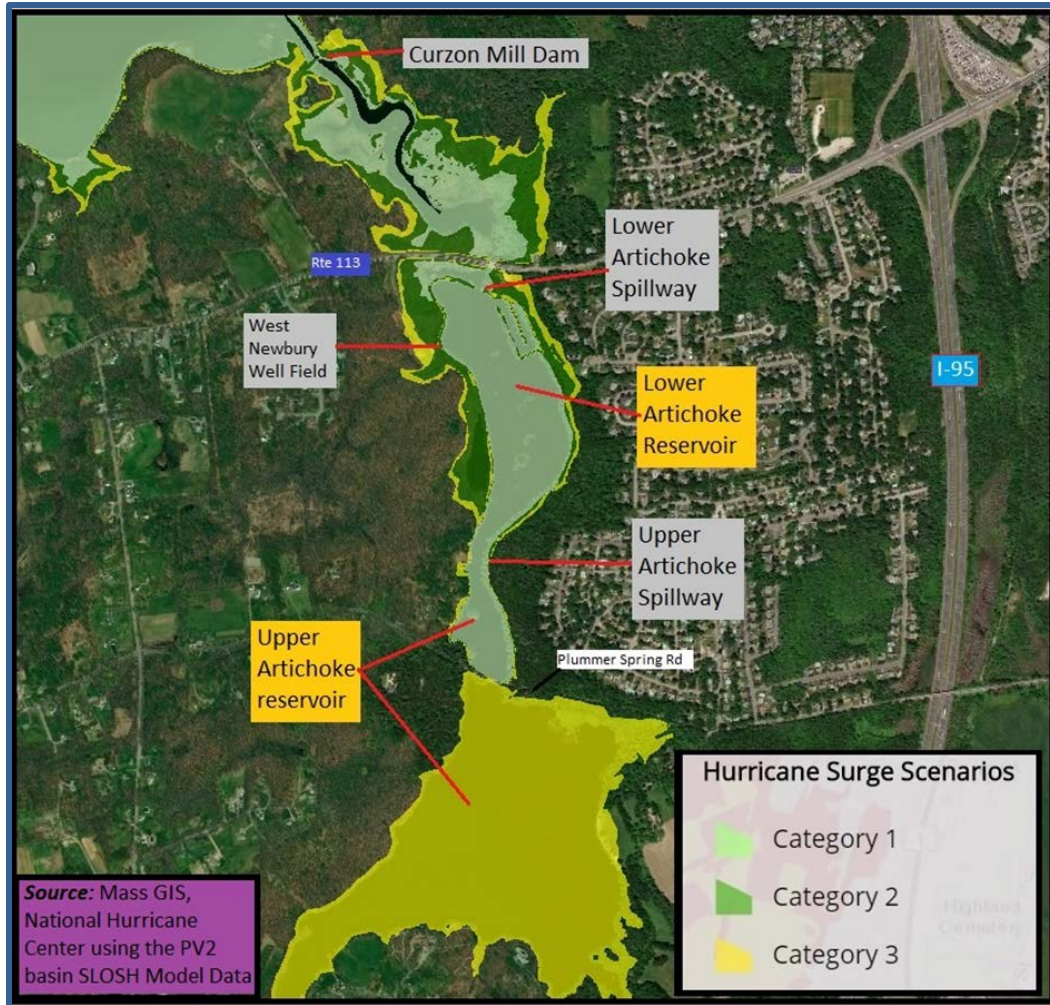 Curzon Mill Dam
Lower
Artichoke
Spillway
Rte 113
West
Newbury
Well Field
I-95
Lower
Artichoke
Reservoir
Upper
Artichoke
Spillway
Upper
Artichoke
reservoir
Plummer Spring Rd
Hurricane Surge Scenarios
Category 1
Category 2
Category 3
Highland
Cemetery
Source: Mass GIS,
National Hurricane
Center using the PV2
basin SLOSH Model Data